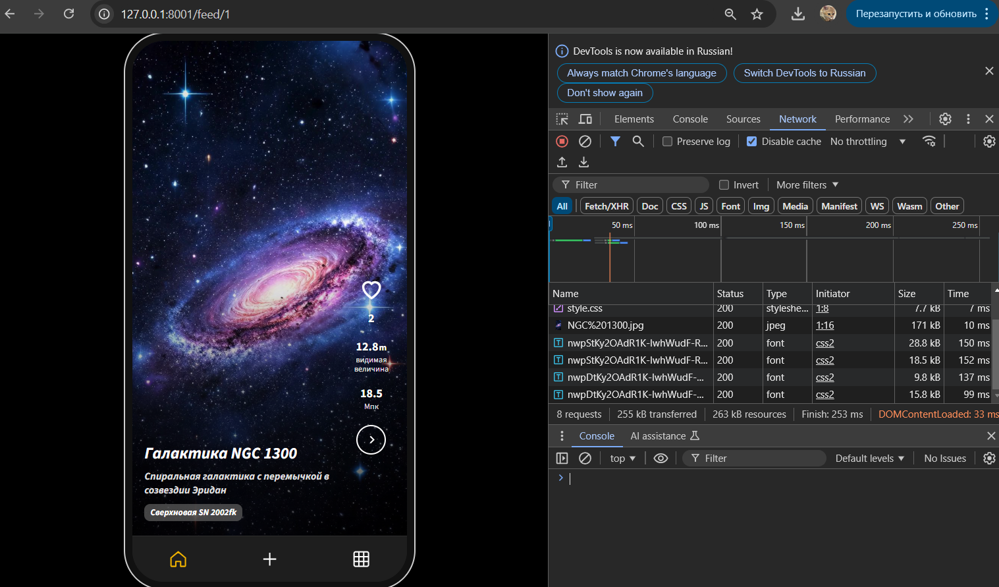 127.0.0.1:8001/feed/1
Перезапустить и обновить
2
12.8m
видимая
величина
18.5
Мпк
Галактика NGC 1300
Спиральная галактика с перемычкой в
созвездии Эридан
Сверхновая SN 2002fk
DevTools is now available in Russian!
Always match Chrome's language
Switch DevTools to Russian
Don't show again
Elements Console Sources Network Performance
Preserve log Disable cache No throttling
Filter Invert More filters
All Fetch/XHR Doc CSS JS Font Img Media Manifest WS Wasm Other
50 ms 100 ms 150 ms 200 ms 250 ms
Name Status Type Initiator Size Time
style.css 200 styleshe... 1:8 7.7 kB 7 ms
NGC%201300.jpg 200 jpeg 1:16 171 kB 10 ms
nwpStKy2OAdR1K-IwhWudF-R... 200 font css2 28.8 kB 150 ms
nwpStKy2OAdR1K-IwhWudF-R... 200 font css2 18.5 kB 152 ms
nwpDtKy2OAdR1K-IwhWudF-... 200 font css2 9.8 kB 137 ms
nwpDtKy2OAdR1K-IwhWudF-... 200 font css2 15.8 kB 99 ms
8 requests 255 kB transferred 263 kB resources Finish: 253 ms DOMContentLoaded: 33 ms
Console AI assistance
top Filter Default levels No Issues